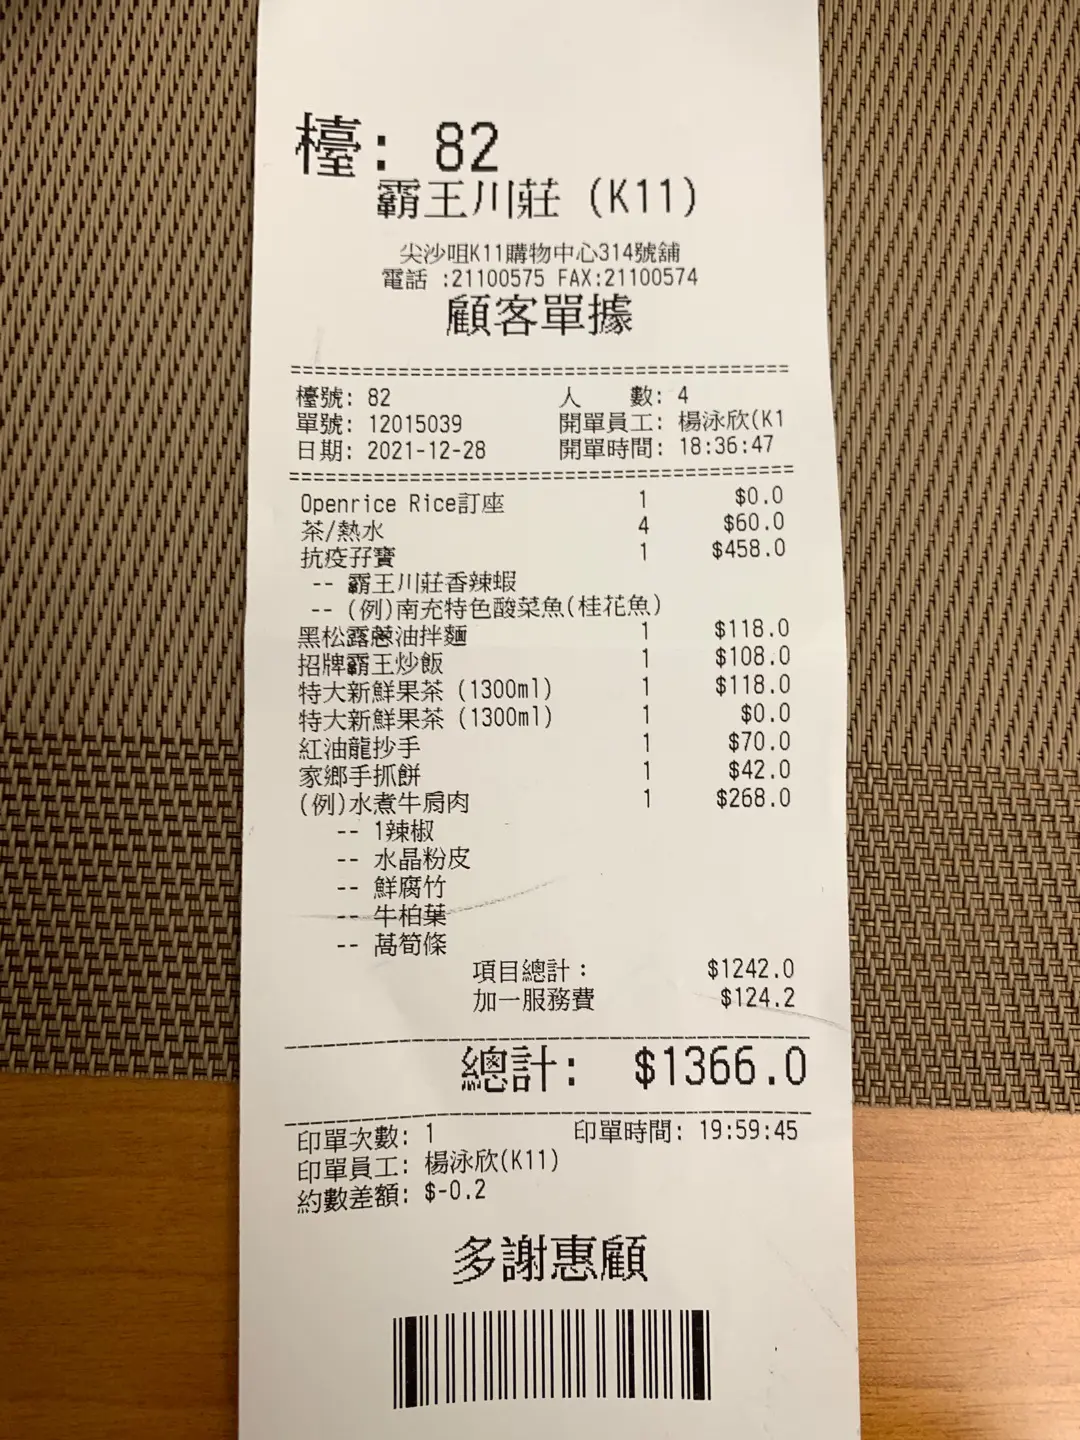 檯: 82
霸王川莊 (K11)
尖沙咀K11購物中心314號舖
電話 :21100575 FAX:21100574
顧客單據
檯號: 82 人 數: 4
單號: 12015039 開單員工: 楊泳欣(K1
日期: 2021-12-28 開單時間: 18:36:47
Openrice Rice訂座 1 $0.0
茶/熱水 4 $60.0
抗疫孖寶 1 $458.0
-- 霸王川莊香辣蝦
-- (例)南充特色酸菜魚(桂花魚)
黑松露蔥油拌麵 1 $118.0
招牌霸王炒飯 1 $108.0
特大新鮮果茶 (1300ml) 1 $118.0
特大新鮮果茶 (1300ml) 1 $0.0
紅油龍抄手 1 $70.0
家鄉手抓餅 1 $42.0
(例)水煮牛肩肉 1 $268.0
-- 1辣椒
-- 水晶粉皮
-- 鮮腐竹
-- 牛柏葉
-- 萵筍條
項目總計： $1242.0
加一服務費 $124.2
總計: $1366.0
印單次數: 1 印單時間: 19:59:45
印單員工: 楊泳欣(K11)
約數差額: $-0.2
多謝惠顧